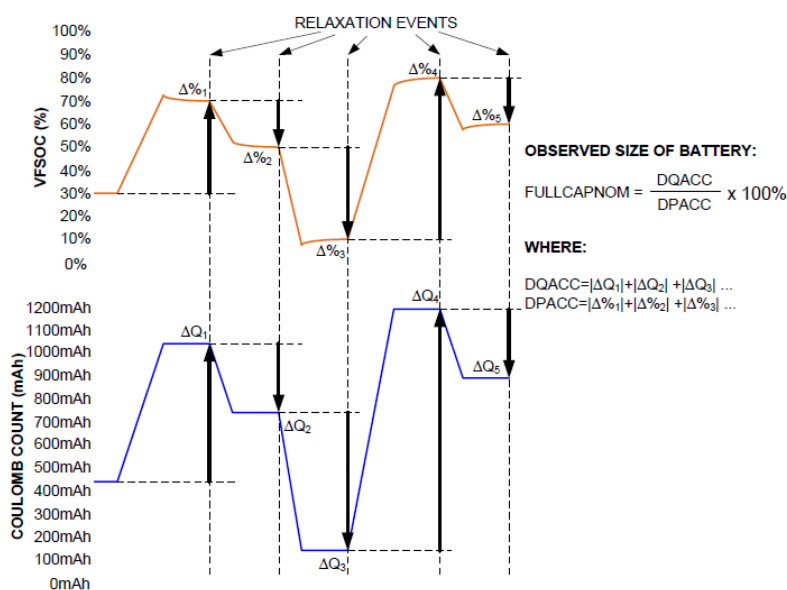 RELAXATION EVENTS
VFSOC (%)
100%
90%
80%
70%
60%
50%
40%
30%
20%
10%
0%
Δ%₁
Δ%₂
Δ%₃
Δ%₄
Δ%₅
OBSERVED SIZE OF BATTERY:
FULLCAPNOM = DQACC / DPACC x 100%
WHERE:
DQACC=|ΔQ₁|+|ΔQ₂| +|ΔQ₃| ...
DPACC=|Δ%₁|+|Δ%₂| +|Δ%₃| ...
COULOMB COUNT (mAh)
1200mAh
1100mAh
1000mAh
900mAh
800mAh
700mAh
600mAh
500mAh
400mAh
300mAh
200mAh
100mAh
0mAh
ΔQ₁
ΔQ₂
ΔQ₃
ΔQ₄
ΔQ₅